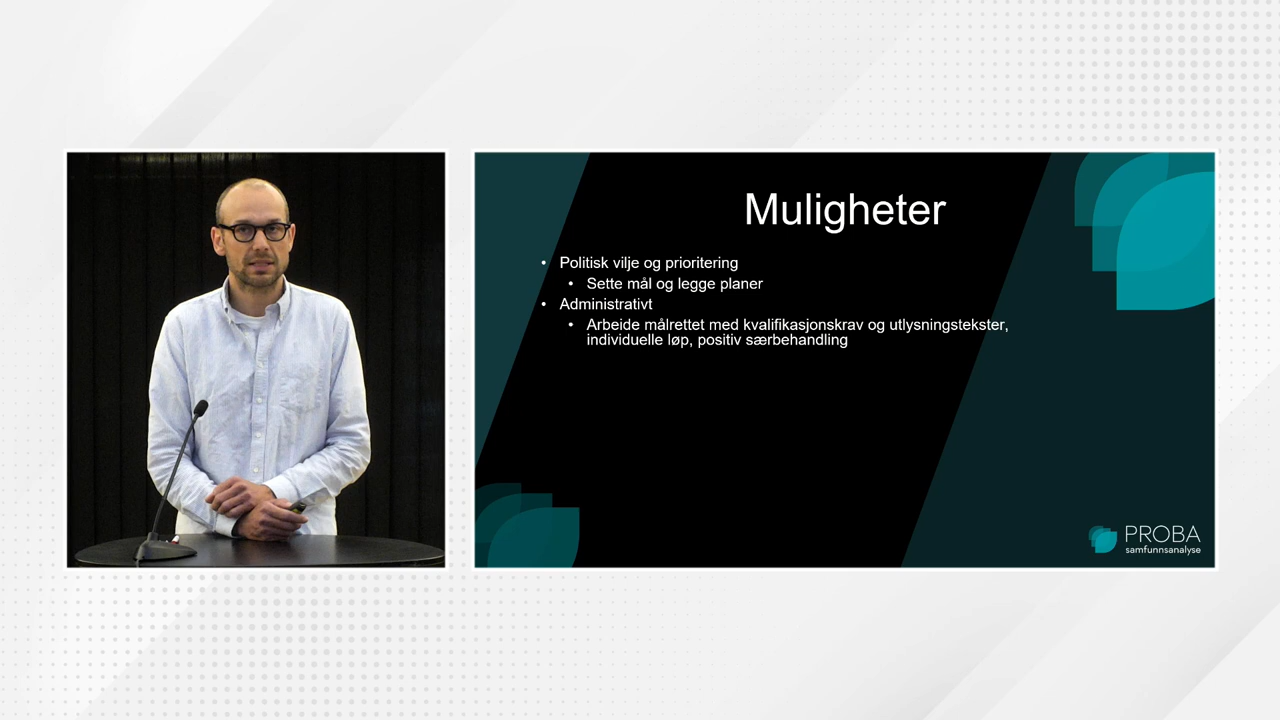 Muligheter
• Politisk vilje og prioritering
• Sette mål og legge planer
• Administrativt
• Arbeide målrettet med kvalifikasjonskrav og utlysningstekster,
individuelle løp, positiv særbehandling
PROBA
samfunnsanalyse